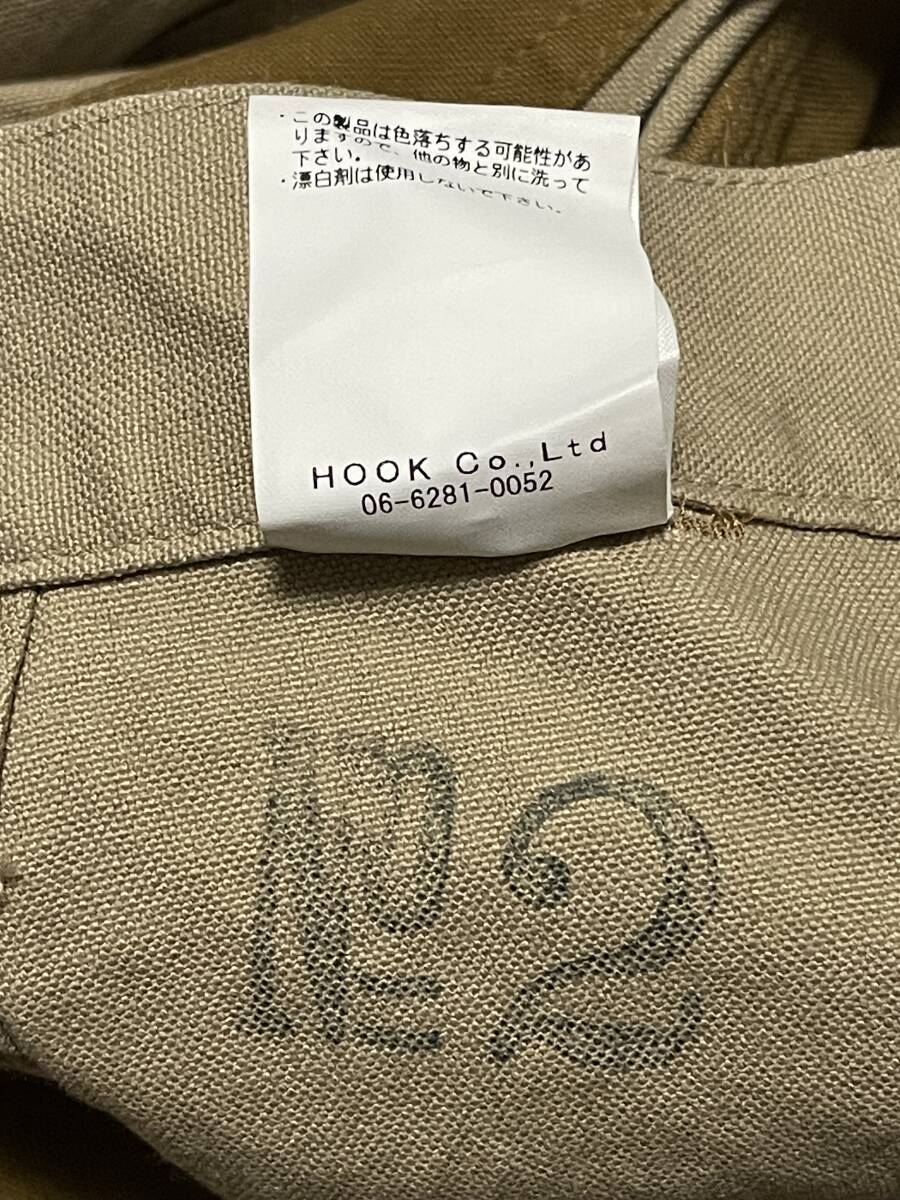 ・この製品は色落ちする可能性があ
りますので、他の物と別に洗って
下さい。
・漂白剤は使用しないで下さい。
HOOK Co.,Ltd
06-6281-0052